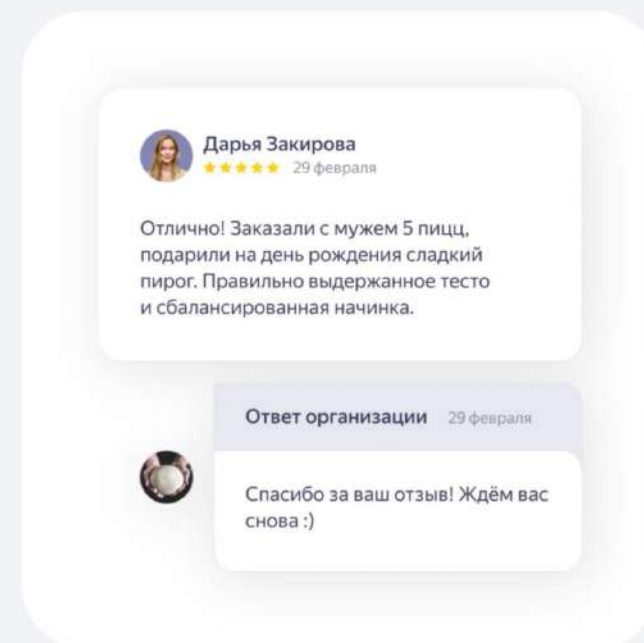 Дарья Закирова
29 февраля
Отлично! Заказали с мужем 5 пицц,
подарили на день рождения сладкий
пирог. Правильно выдержанное тесто
и сбалансированная начинка.
Ответ организации 29 февраля
Спасибо за ваш отзыв! Ждём вас
снова :)